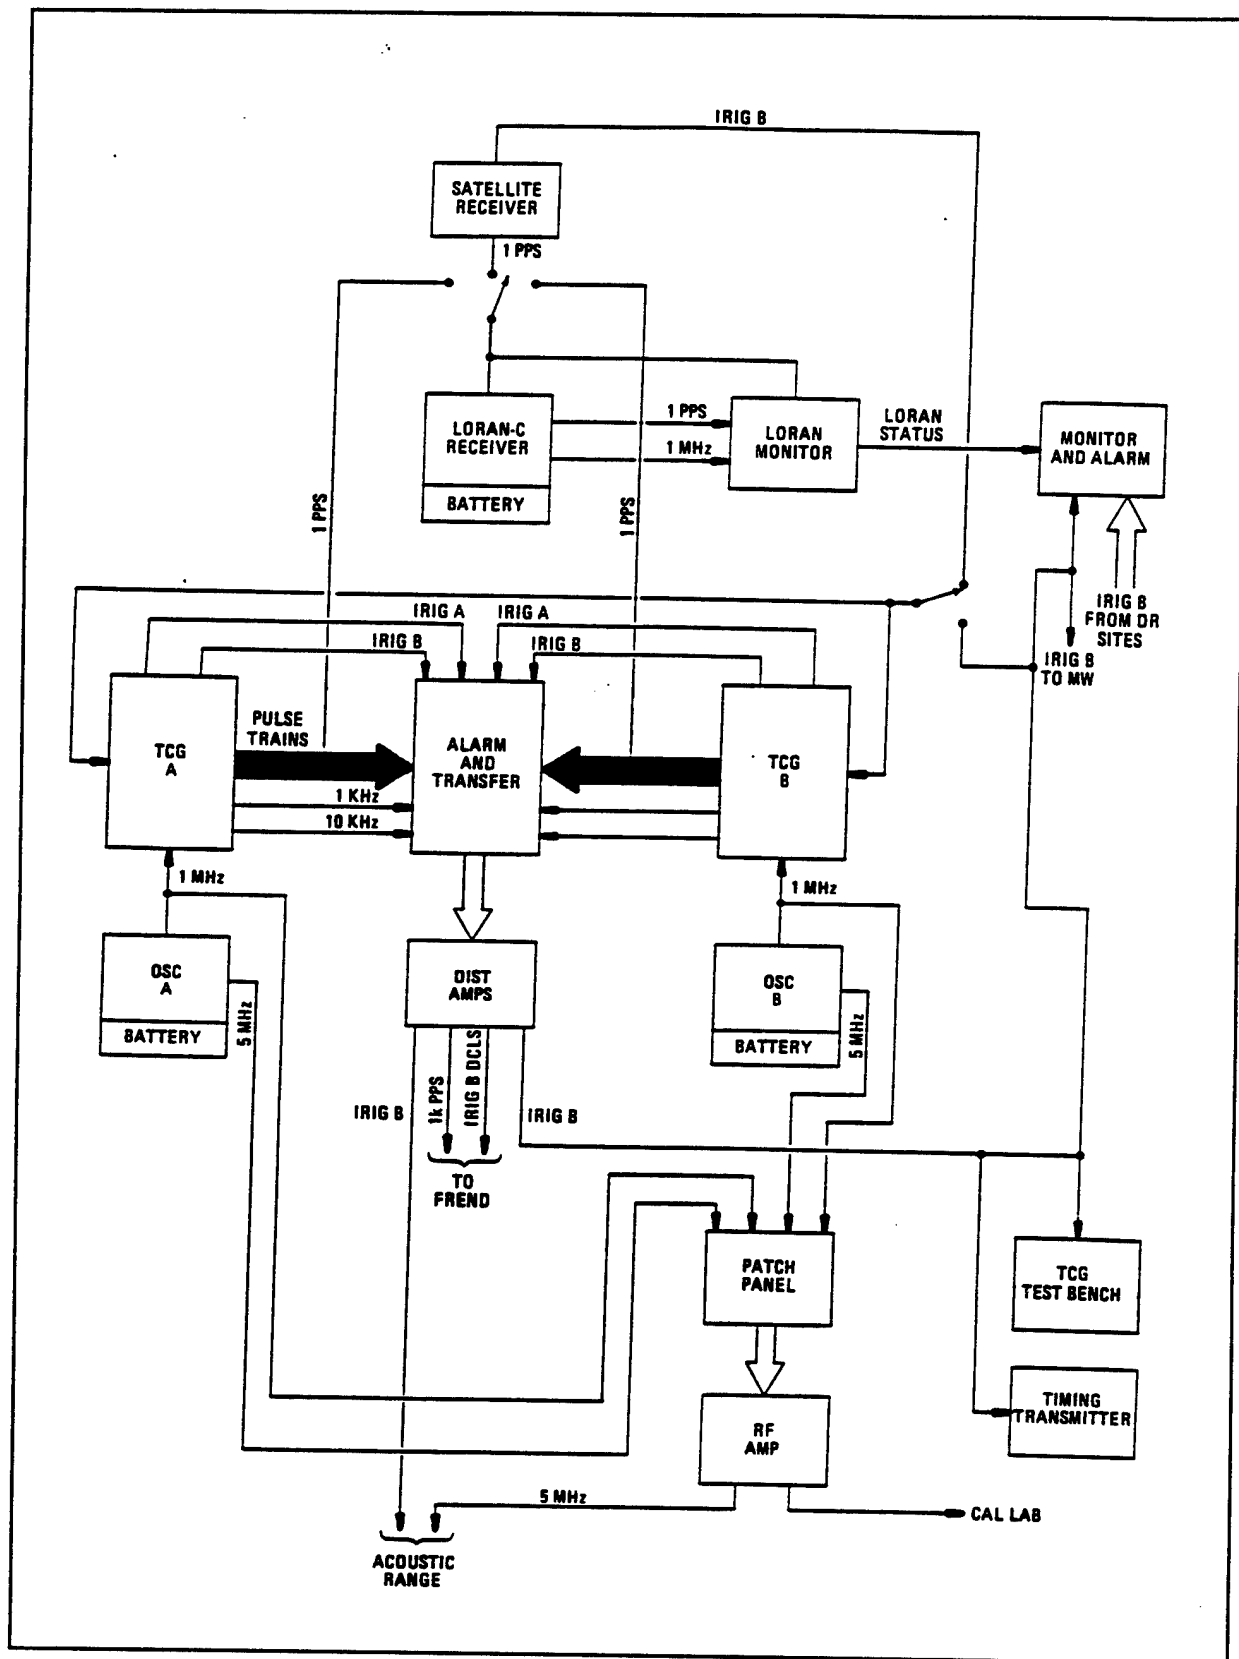 IRIG B
SATELLITE
RECEIVER
1 PPS
LORAN-C
RECEIVER
BATTERY
1 PPS
1 MHz
LORAN
MONITOR
LORAN
STATUS
MONITOR
AND ALARM
1 PPS
1 PPS
IRIG B
FROM DR
SITES
IRIG B
TO MW
IRIG A
IRIG A
IRIG B
IRIG B
TCG
A
PULSE
TRAINS
ALARM
AND
TRANSFER
TCG
B
1 KHz
10 KHz
1 MHz
1 MHz
OSC
A
BATTERY
5 MHz
DIST
AMPS
OSC
B
BATTERY
5 MHz
IRIG B
1k PPS
IRIG B DCLS
IRIG B
TO
FREND
PATCH
PANEL
TCG
TEST BENCH
RF
AMP
TIMING
TRANSMITTER
5 MHz
CAL LAB
ACOUSTIC
RANGE